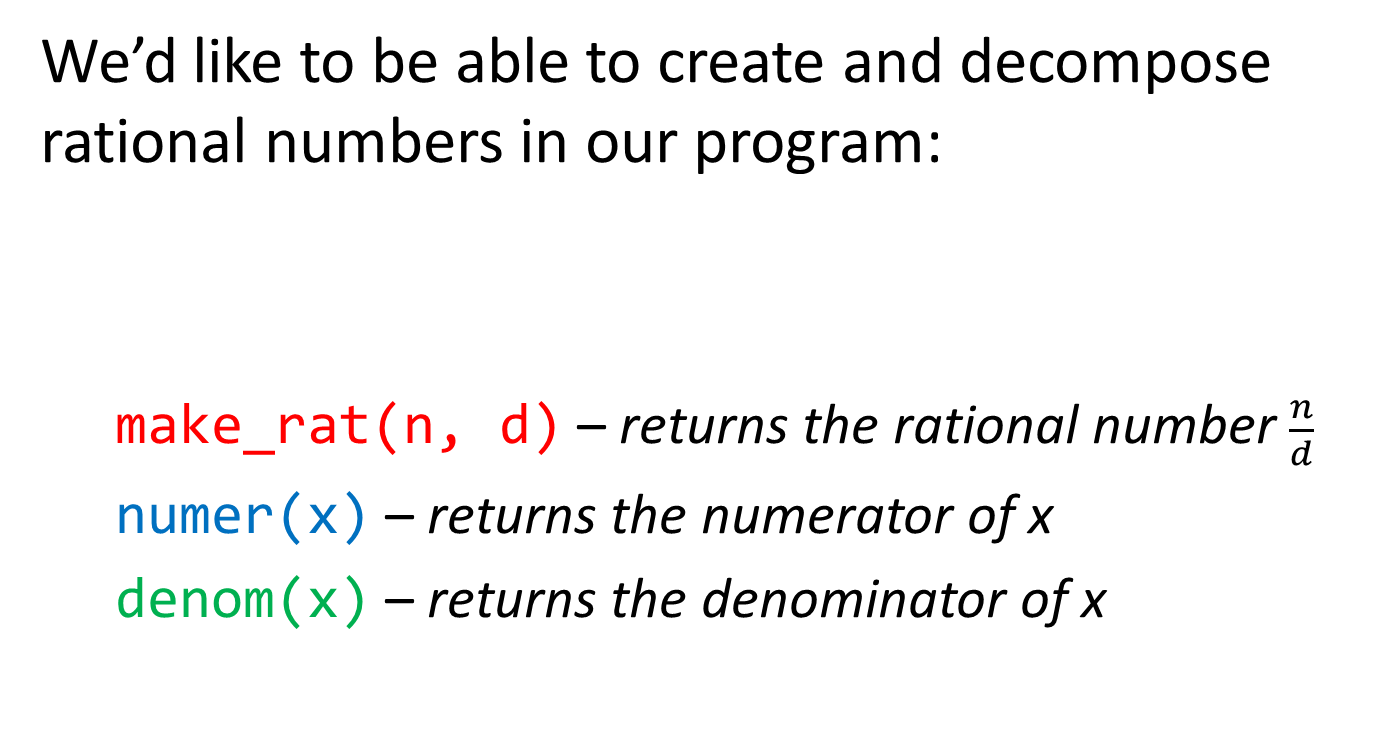 We’d like to be able to create and decompose
rational numbers in our program:
make_rat(n, d) – returns the rational number n/d
numer(x) – returns the numerator of x
denom(x) – returns the denominator of x